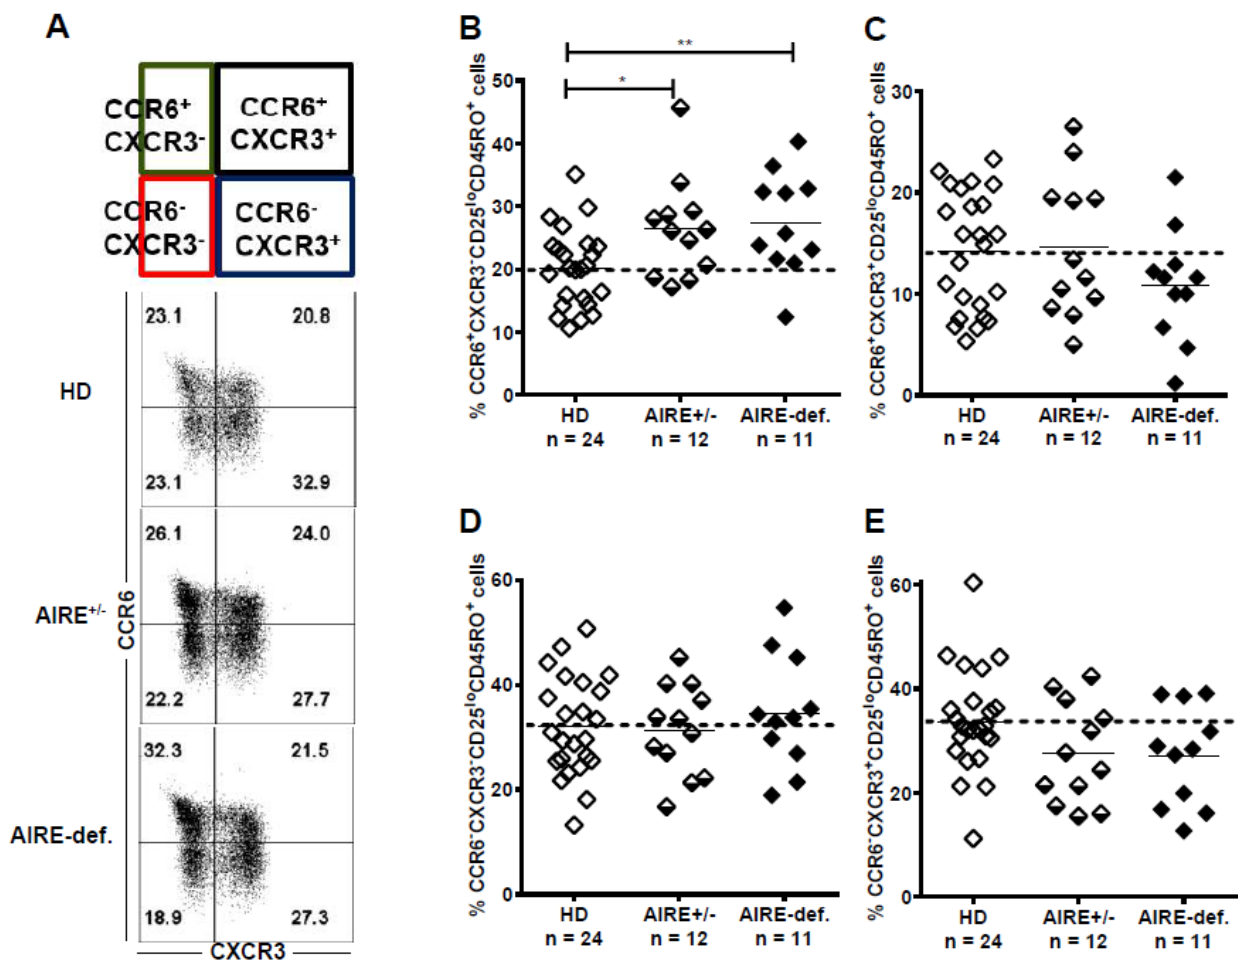 A
CCR6⁺
CXCR3⁻
CCR6⁺
CXCR3⁺
CCR6⁻
CXCR3⁻
CCR6⁻
CXCR3⁺
HD
23.1
20.8
23.1
32.9
AIRE⁺/⁻
26.1
24.0
22.2
27.7
AIRE-def.
32.3
21.5
18.9
27.3
CCR6
CXCR3
B
% CCR6⁺CXCR3⁻CD25ˡᵒCD45RO⁺ cells
**
*
50
40
30
20
10
0
HD
n = 24
AIRE+/-
n = 12
AIRE-def.
n = 11
C
% CCR6⁺CXCR3⁺CD25ˡᵒCD45RO⁺ cells
30
20
10
0
HD
n = 24
AIRE+/-
n = 12
AIRE-def.
n = 11
D
% CCR6⁻CXCR3⁻CD25ˡᵒCD45RO⁺ cells
60
40
20
0
HD
n = 24
AIRE+/-
n = 12
AIRE-def.
n = 11
E
% CCR6⁻CXCR3⁺CD25ˡᵒCD45RO⁺ cells
60
40
20
0
HD
n = 24
AIRE+/-
n = 12
AIRE-def.
n = 11